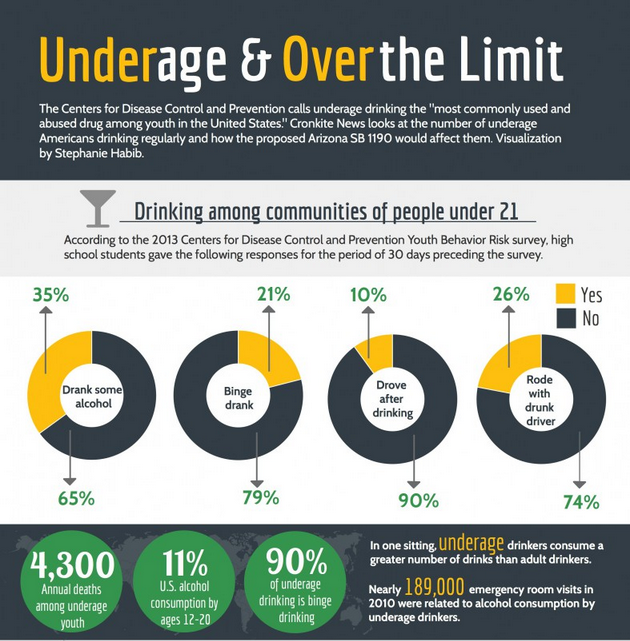 Underage & Over the Limit
The Centers for Disease Control and Prevention calls underage drinking the "most commonly used and
abused drug among youth in the United States." Cronkite News looks at the number of underage
Americans drinking regularly and how the proposed Arizona SB 1190 would affect them. Visualization
by Stephanie Habib.
Drinking among communities of people under 21
According to the 2013 Centers for Disease Control and Prevention Youth Behavior Risk survey, high
school students gave the following responses for the period of 30 days preceding the survey.
35%
21%
10%
26%
Yes
No
Drank some
alcohol
Binge
drank
Drove
after
drinking
Rode
with
drunk
driver
65%
79%
90%
74%
4,300
Annual deaths
among underage
youth
11%
U.S. alcohol
consumption by
ages 12-20
90%
of underage
drinking is binge
drinking
In one sitting, underage drinkers consume a
greater number of drinks than adult drinkers.
Nearly 189,000 emergency room visits in
2010 were related to alcohol consumption by
underage drinkers.